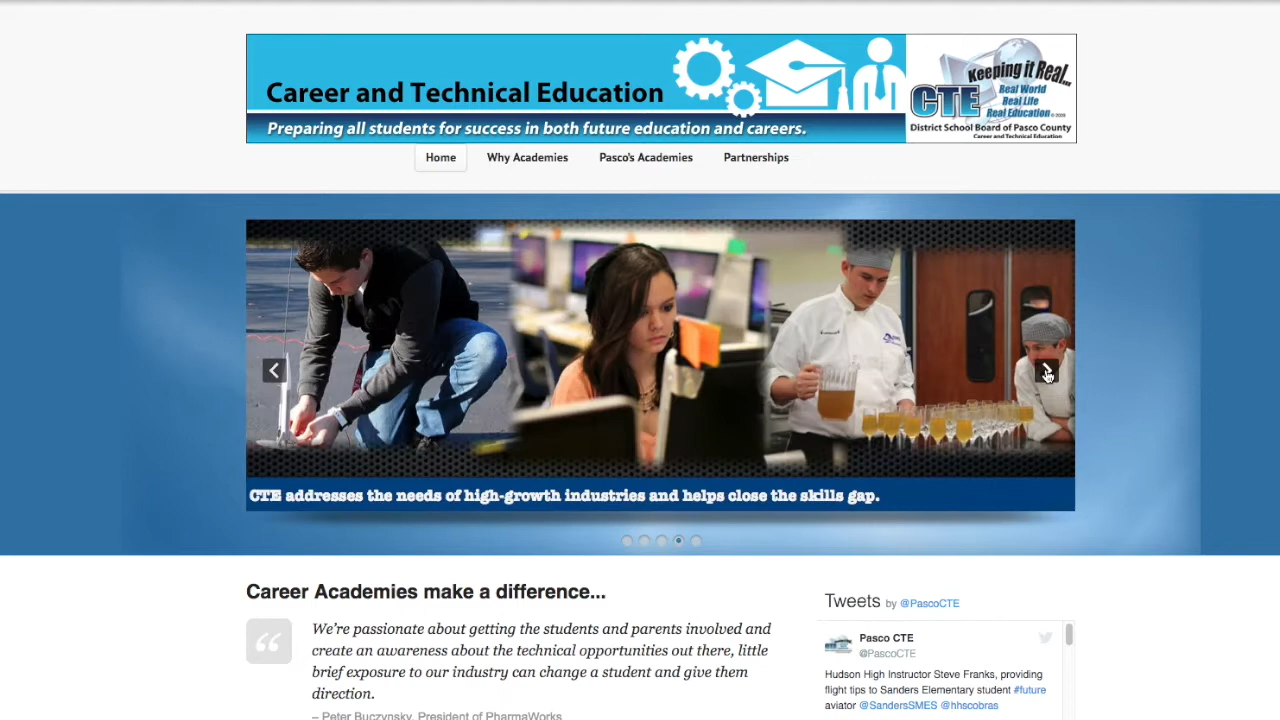 Career and Technical Education
Preparing all students for success in both future education and careers.
Keeping it Real...
CTE
Real World
Real Life
Real Education
District School Board of Pasco County
Career and Technical Education
Home
Why Academies
Pasco's Academies
Partnerships
CTE addresses the needs of high-growth industries and helps close the skills gap.
Career Academies make a difference...
We're passionate about getting the students and parents involved and
create an awareness about the technical opportunities out there, little
brief exposure to our industry can change a student and give them
direction.
– Peter Buczynsky, President of PharmaWorks
Tweets by @PascoCTE
Pasco CTE
@PascoCTE
Hudson High Instructor Steve Franks, providing
flight tips to Sanders Elementary student #future
aviator @SandersSMES @hhscobras